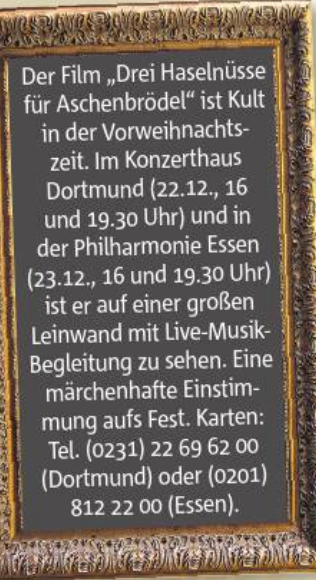 Der Film „Drei Haselnüsse
für Aschenbrödel“ ist Kult
in der Vorweihnachts-
zeit. Im Konzerthaus
Dortmund (22.12., 16
und 19.30 Uhr) und in
der Philharmonie Essen
(23.12., 16 und 19.30 Uhr)
ist er auf einer großen
Leinwand mit Live-Musik-
Begleitung zu sehen. Eine
märchenhafte Einstim-
mung aufs Fest. Karten:
Tel. (0231) 22 69 62 00
(Dortmund) oder (0201)
812 22 00 (Essen).